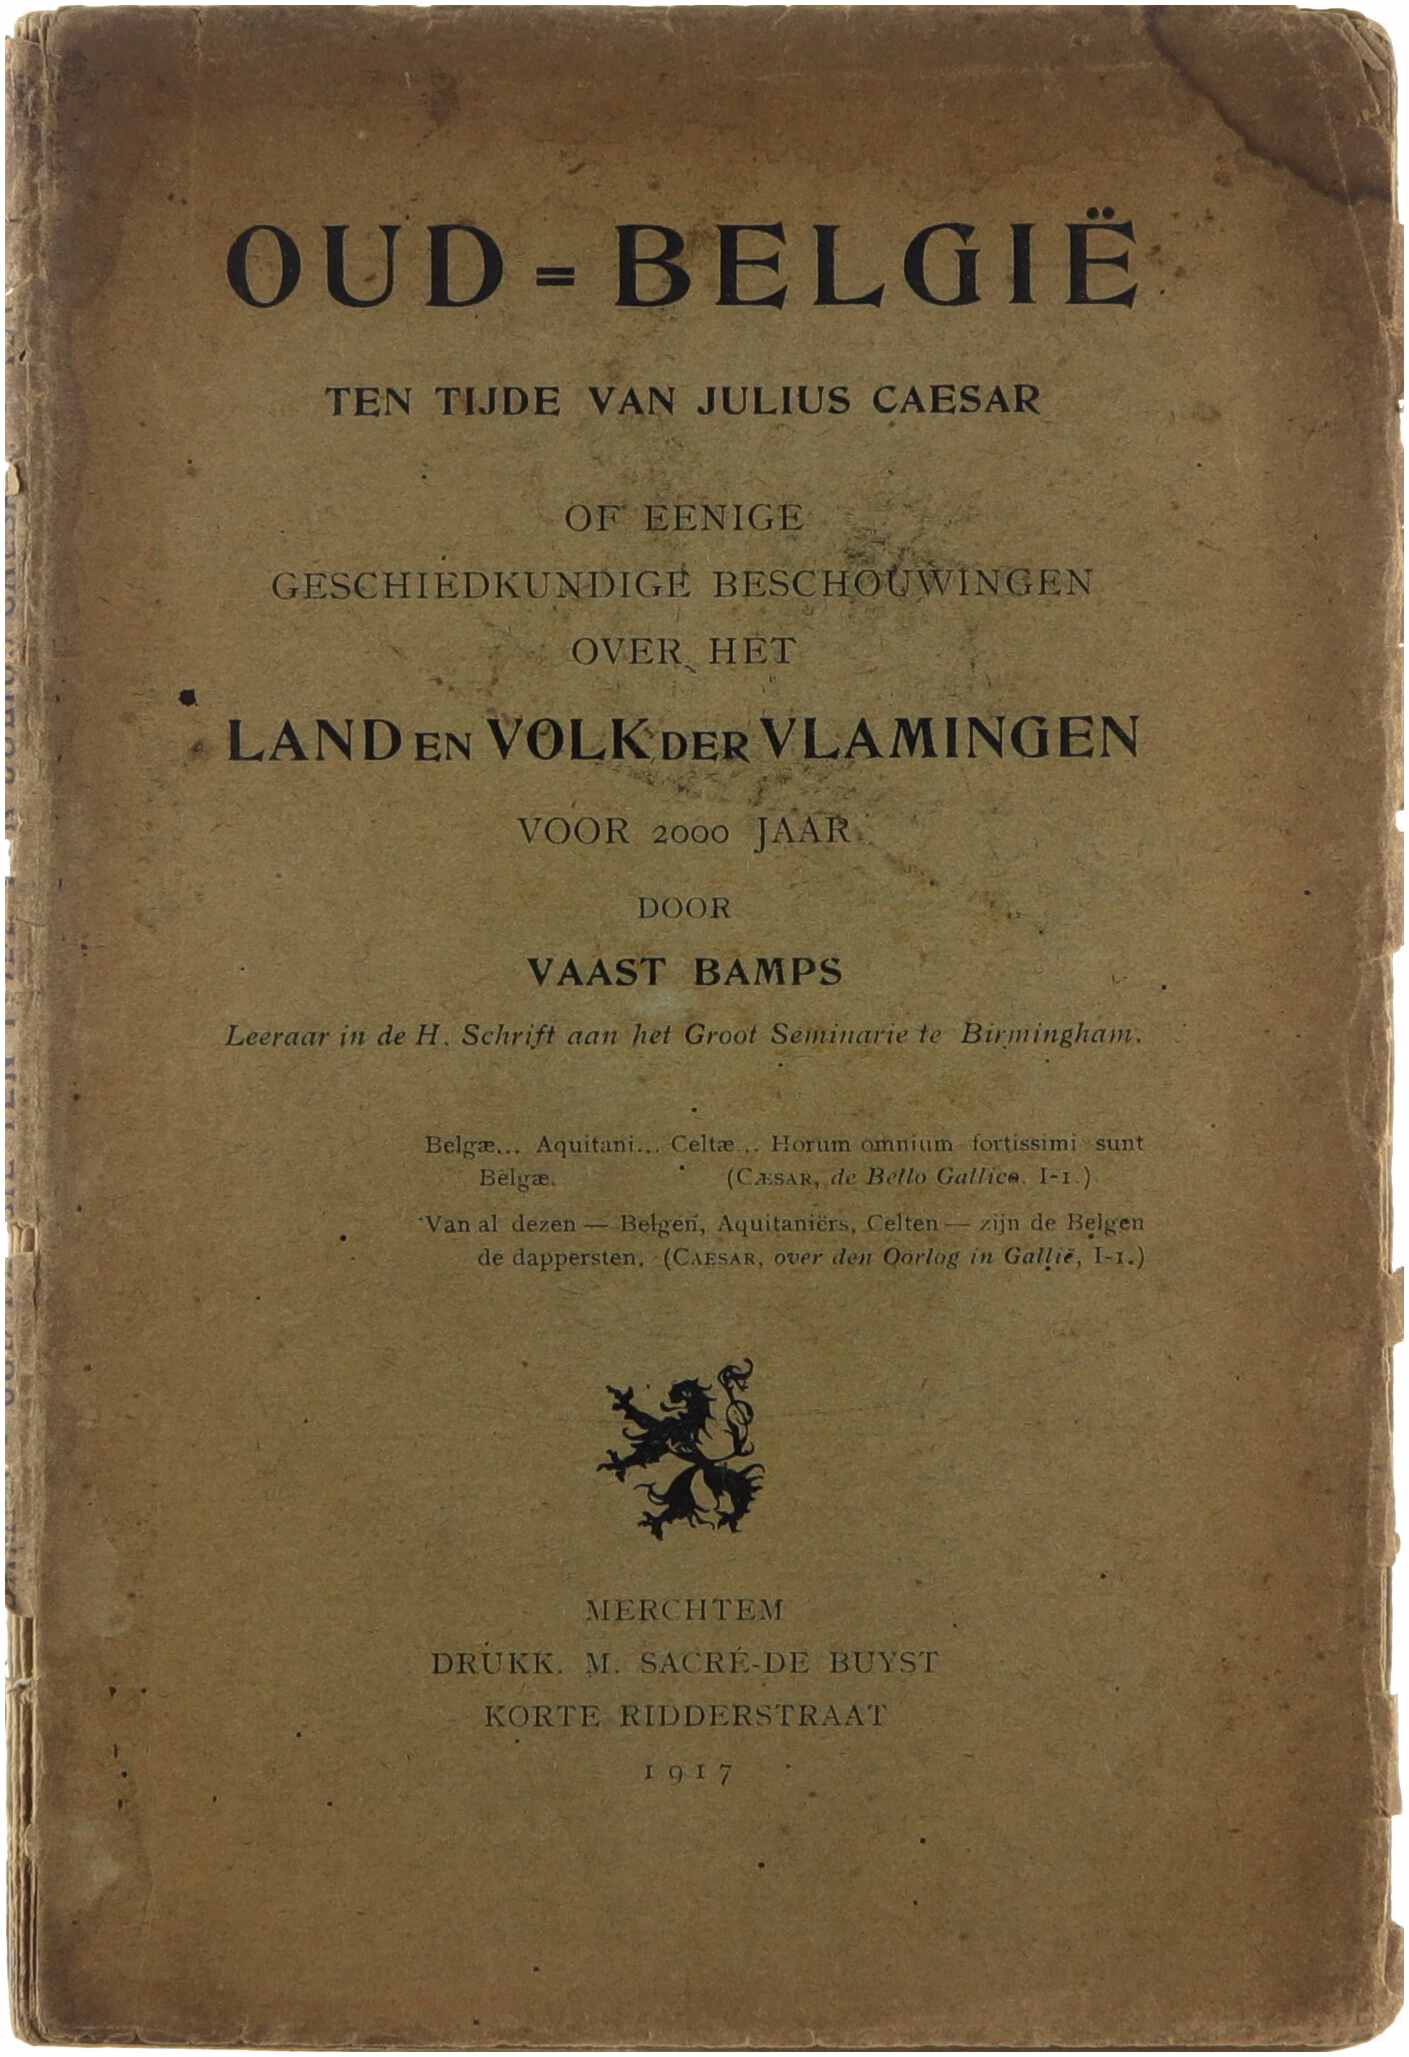 OUD = BELGIË
TEN TIJDE VAN JULIUS CAESAR
OF EENIGE
GESCHIEDKUNDIGE BESCHOUWINGEN
OVER HET
LAND EN VOLK DER VLAMINGEN
VOOR 2000 JAAR
DOOR
VAAST BAMPS
Leeraar in de H. Schrift aan het Groot Seminarie te Birmingham.
Belgæ... Aquitani... Celtæ... Horum omnium fortissimi sunt
Belgæ. (CÆSAR, de Bello Gallico. I-1.)
Van al dezen — Belgen, Aquitaniërs, Celten — zijn de Belgen
de dappersten. (CAESAR, over den Oorlog in Gallië, I-1.)
MERCHTEM
DRUKK. M. SACRÉ-DE BUYST
KORTE RIDDERSTRAAT
1917